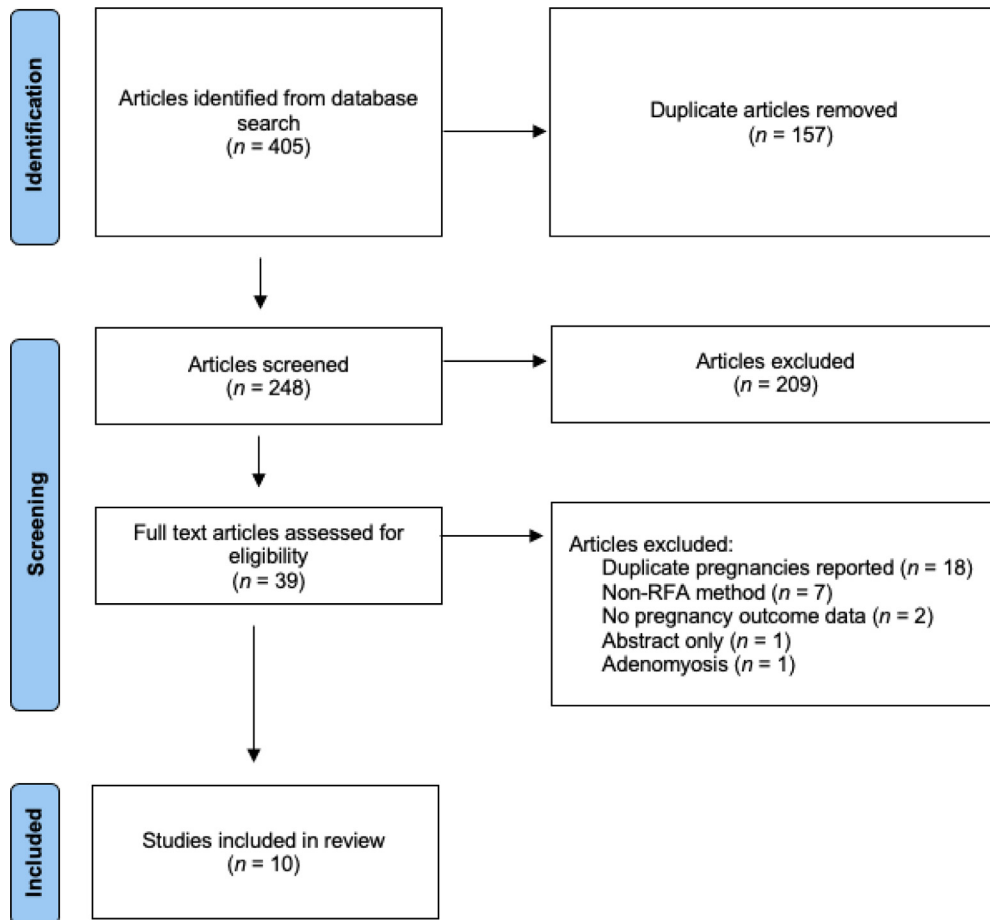 Identification
Articles identified from database
search
(n = 405)
Duplicate articles removed
(n = 157)
Screening
Articles screened
(n = 248)
Articles excluded
(n = 209)
Full text articles assessed for
eligibility
(n = 39)
Articles excluded:
Duplicate pregnancies reported (n = 18)
Non-RFA method (n = 7)
No pregnancy outcome data (n = 2)
Abstract only (n = 1)
Adenomyosis (n = 1)
Included
Studies included in review
(n = 10)